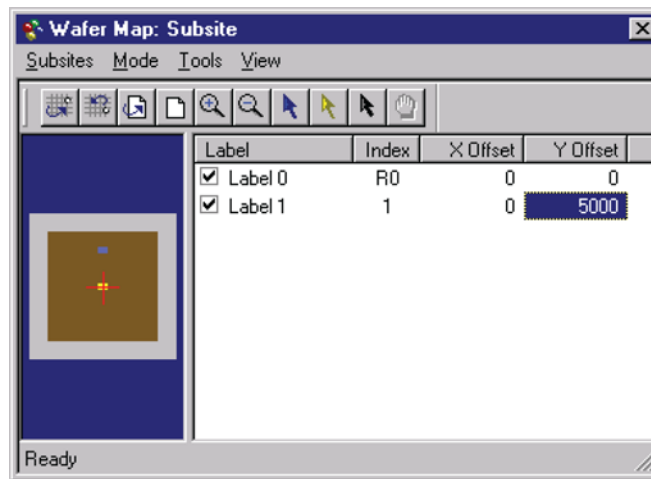 Wafer Map: Subsite
Subsites Mode Tools View
Label Index X Offset Y Offset
Label 0 R0 0 0
Label 1 1 0 5000
Ready